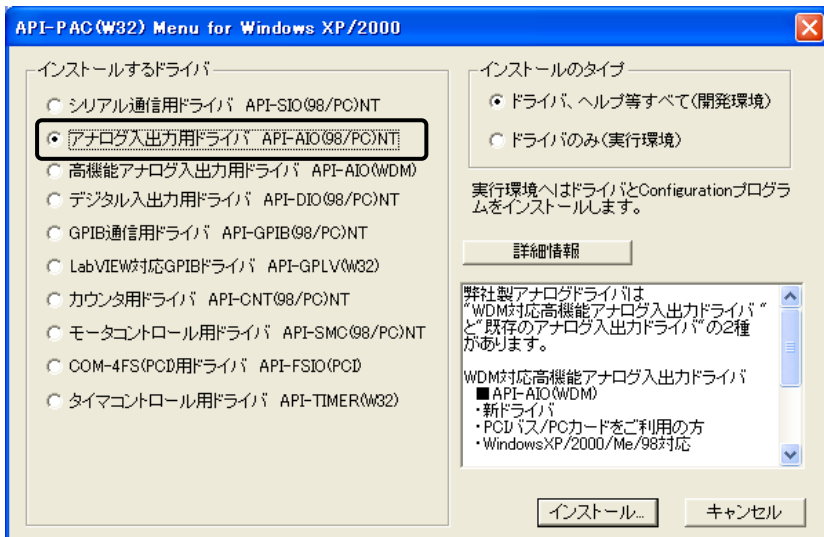 API-PAC(W32) Menu for Windows XP/2000
インストールするドライバ
シリアル通信用ドライバ API-SIO(98/PC)NT
アナログ入出力用ドライバ API-AIO(98/PC)NT
高機能アナログ入出力用ドライバ API-AIO(WDM)
デジタル入出力用ドライバ API-DIO(98/PC)NT
GPIB通信用ドライバ API-GPIB(98/PC)NT
LabVIEW対応GPIBドライバ API-GPLV(W32)
カウンタ用ドライバ API-CNT(98/PC)NT
モータコントロール用ドライバ API-SMC(98/PC)NT
COM-4FS(PCI)用ドライバ API-FSIO(PCI)
タイマコントロール用ドライバ API-TIMER(W32)
インストールのタイプ
ドライバ、ヘルプ等すべて(開発環境)
ドライバのみ(実行環境)
実行環境へはドライバとConfigurationプログラ
ムをインストールします。
詳細情報
弊社製アナログドライバは
"WDM対応高機能アナログ入出力ドライバ"
と"既存のアナログ入出力ドライバ"の2種
があります。
WDM対応高機能アナログ入出力ドライバ
■API-AIO(WDM)
・新ドライバ
・PCIバス/PCカードをご利用の方
・WindowsXP/2000/Me/98対応
インストール...
キャンセル